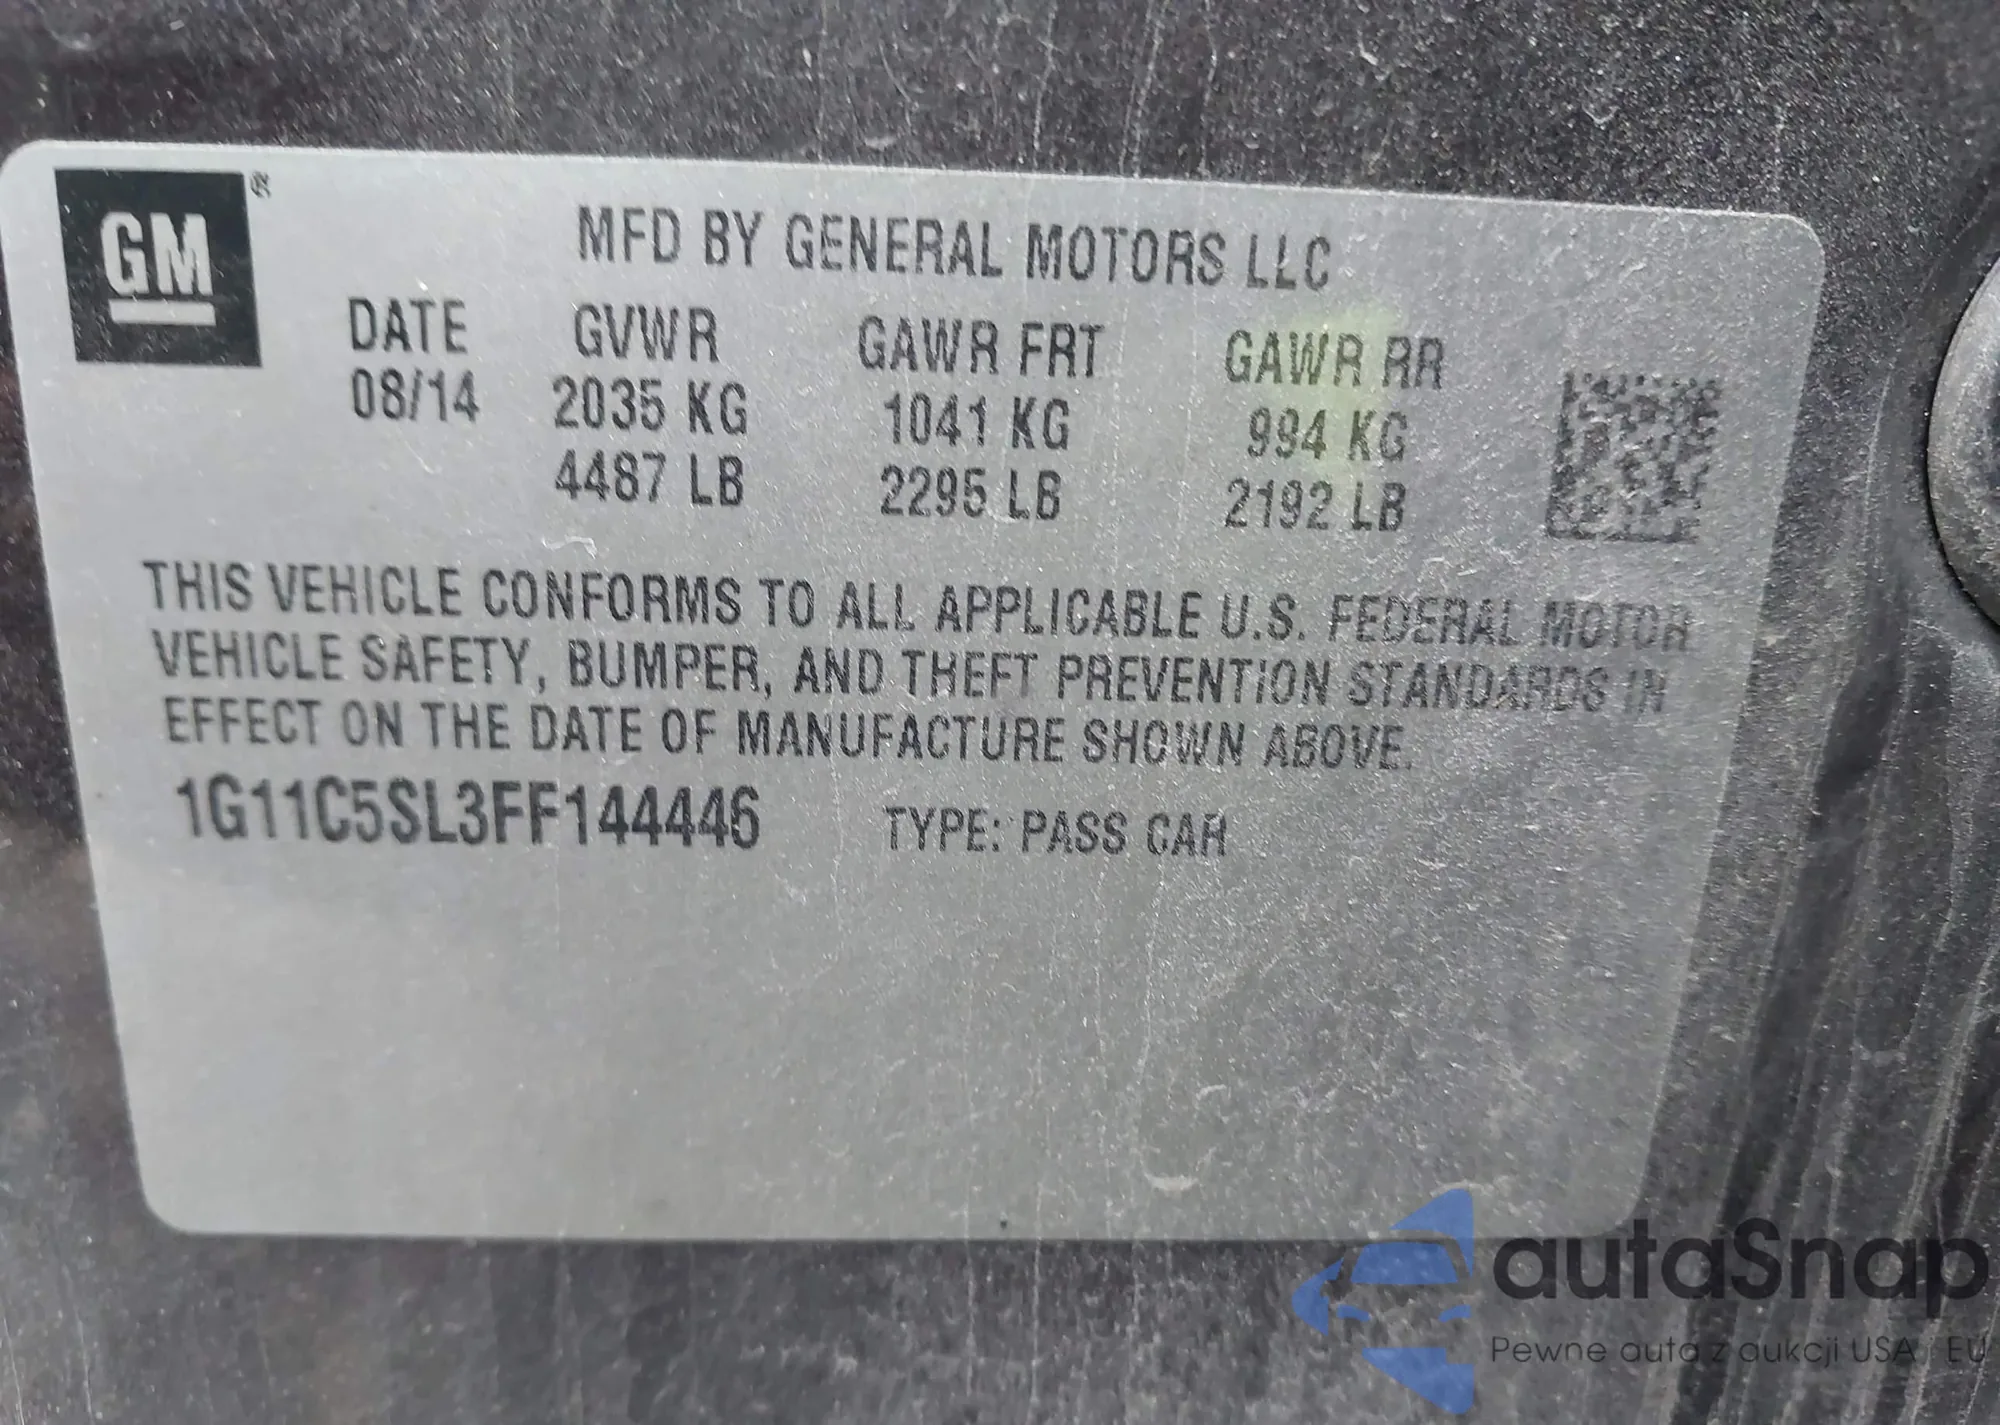 GM®
MFD BY GENERAL MOTORS LLC
DATE GVWR GAWR FRT GAWR RR
08/14 2035 KG 1041 KG 994 KG
4487 LB 2295 LB 2192 LB
THIS VEHICLE CONFORMS TO ALL APPLICABLE U.S. FEDERAL MOTOR
VEHICLE SAFETY, BUMPER, AND THEFT PREVENTION STANDARDS IN
EFFECT ON THE DATE OF MANUFACTURE SHOWN ABOVE.
1G11C5SL3FF144446 TYPE: PASS CAR
autaSnap
Pewne auta z aukcji USA i EU